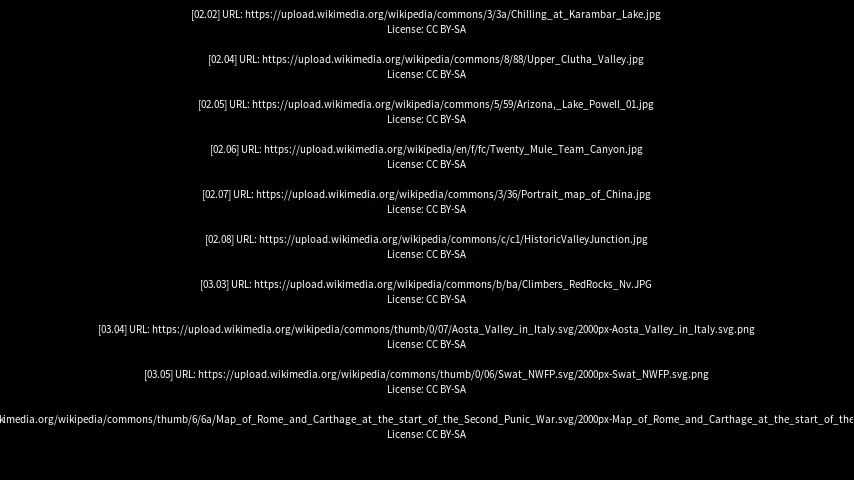 [02.02] URL: https://upload.wikimedia.org/wikipedia/commons/3/3a/Chilling_at_Karambar_Lake.jpg
License: CC BY-SA
[02.04] URL: https://upload.wikimedia.org/wikipedia/commons/8/88/Upper_Clutha_Valley.jpg
License: CC BY-SA
[02.05] URL: https://upload.wikimedia.org/wikipedia/commons/5/59/Arizona,_Lake_Powell_01.jpg
License: CC BY-SA
[02.06] URL: https://upload.wikimedia.org/wikipedia/en/f/fc/Twenty_Mule_Team_Canyon.jpg
License: CC BY-SA
[02.07] URL: https://upload.wikimedia.org/wikipedia/commons/3/36/Portrait_map_of_China.jpg
License: CC BY-SA
[02.08] URL: https://upload.wikimedia.org/wikipedia/commons/c/c1/HistoricValleyJunction.jpg
License: CC BY-SA
[03.03] URL: https://upload.wikimedia.org/wikipedia/commons/b/ba/Climbers_RedRocks_Nv.JPG
License: CC BY-SA
[03.04] URL: https://upload.wikimedia.org/wikipedia/commons/thumb/0/07/Aosta_Valley_in_Italy.svg/2000px-Aosta_Valley_in_Italy.svg.png
License: CC BY-SA
[03.05] URL: https://upload.wikimedia.org/wikipedia/commons/thumb/0/06/Swat_NWFP.svg/2000px-Swat_NWFP.svg.png
License: CC BY-SA
kimedia.org/wikipedia/commons/thumb/6/6a/Map_of_Rome_and_Carthage_at_the_start_of_the_Second_Punic_War.svg/2000px-Map_of_Rome_and_Carthage_at_the_start_of_the
License: CC BY-SA